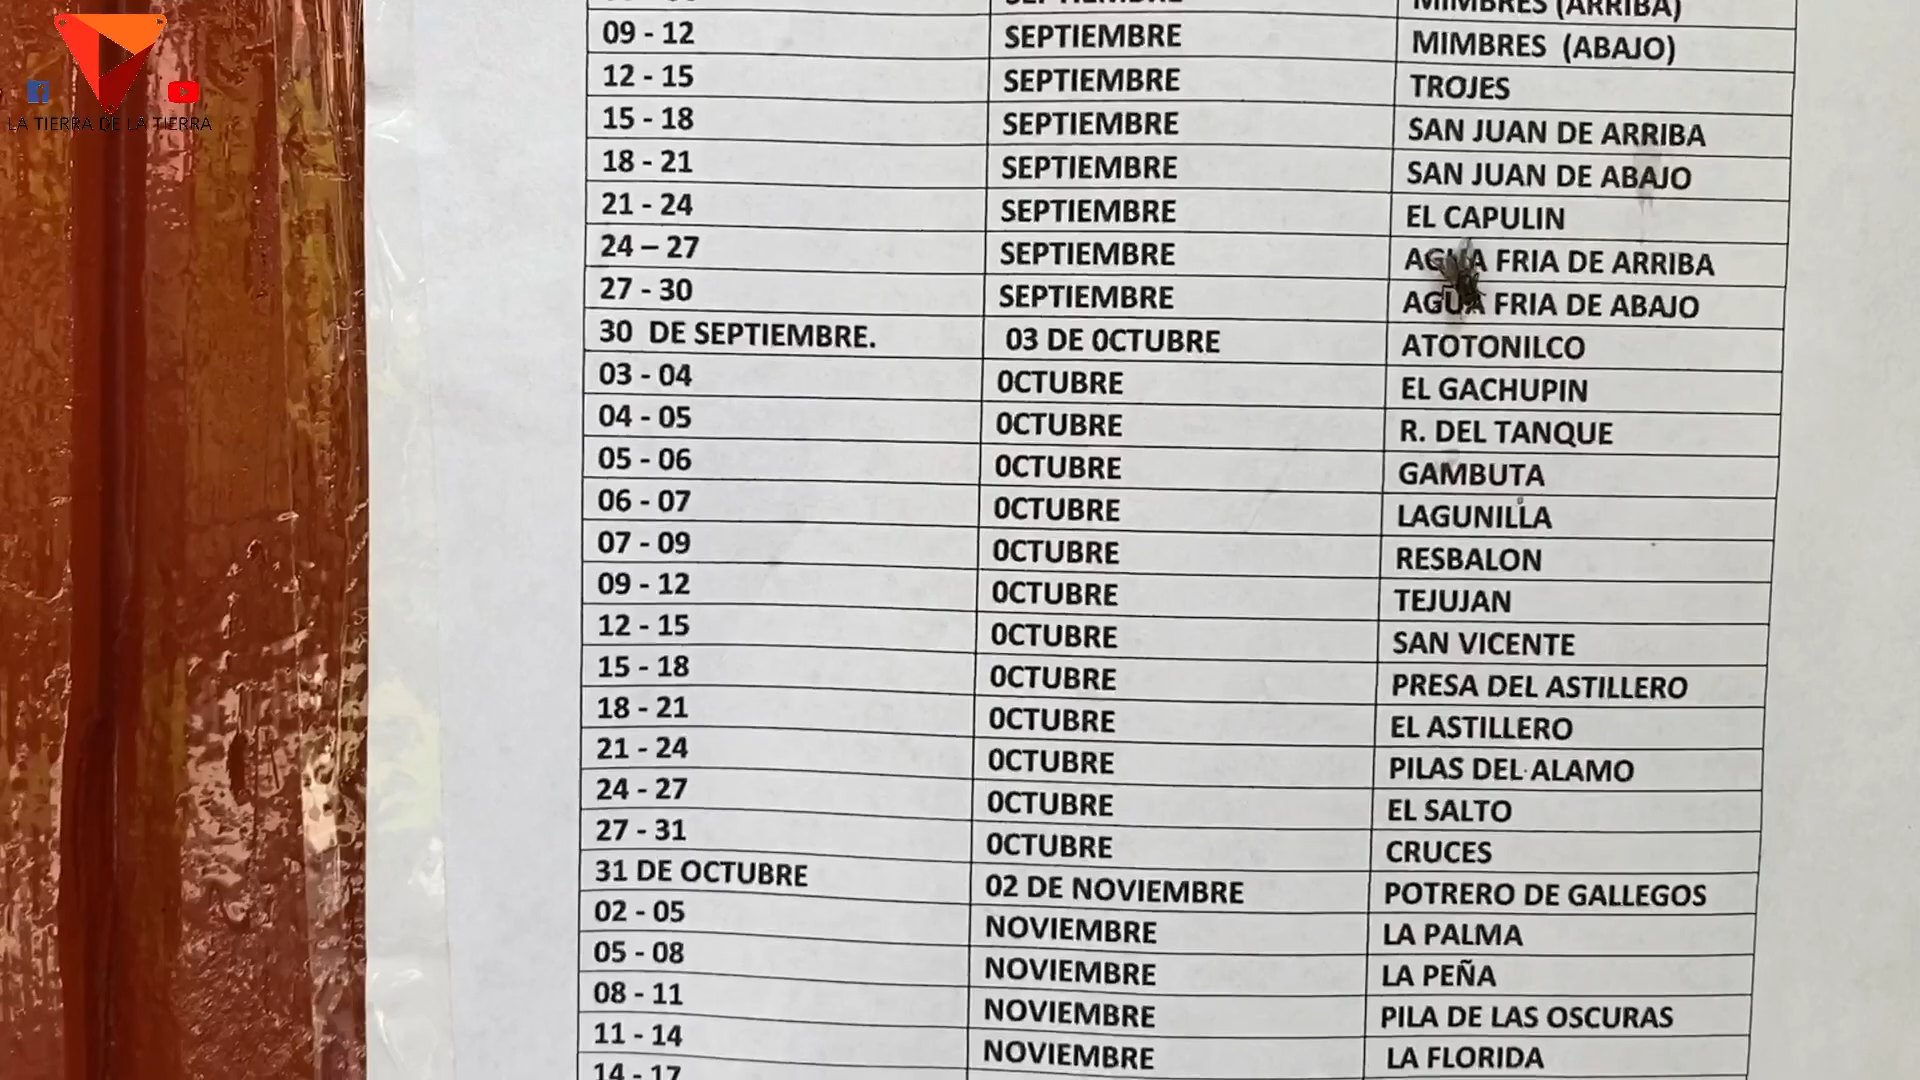 LA TIERRA DE LA TIERRA
SEPTIEMBRE MIMBRES (ARRIBA)
09 - 12 SEPTIEMBRE MIMBRES (ABAJO)
12 - 15 SEPTIEMBRE TROJES
15 - 18 SEPTIEMBRE SAN JUAN DE ARRIBA
18 - 21 SEPTIEMBRE SAN JUAN DE ABAJO
21 - 24 SEPTIEMBRE EL CAPULIN
24 – 27 SEPTIEMBRE AGUA FRIA DE ARRIBA
27 - 30 SEPTIEMBRE AGUA FRIA DE ABAJO
30 DE SEPTIEMBRE. 03 DE 0CTUBRE ATOTONILCO
03 - 04 0CTUBRE EL GACHUPIN
04 - 05 0CTUBRE R. DEL TANQUE
05 - 06 0CTUBRE GAMBUTA
06 - 07 0CTUBRE LAGUNILLA
07 - 09 0CTUBRE RESBALON
09 - 12 0CTUBRE TEJUJAN
12 - 15 0CTUBRE SAN VICENTE
15 - 18 0CTUBRE PRESA DEL ASTILLERO
18 - 21 0CTUBRE EL ASTILLERO
21 - 24 0CTUBRE PILAS DEL ALAMO
24 - 27 0CTUBRE EL SALTO
27 - 31 0CTUBRE CRUCES
31 DE OCTUBRE 02 DE NOVIEMBRE POTRERO DE GALLEGOS
02 - 05 NOVIEMBRE LA PALMA
05 - 08 NOVIEMBRE LA PEÑA
08 - 11 NOVIEMBRE PILA DE LAS OSCURAS
11 - 14 NOVIEMBRE LA FLORIDA
14 - 17